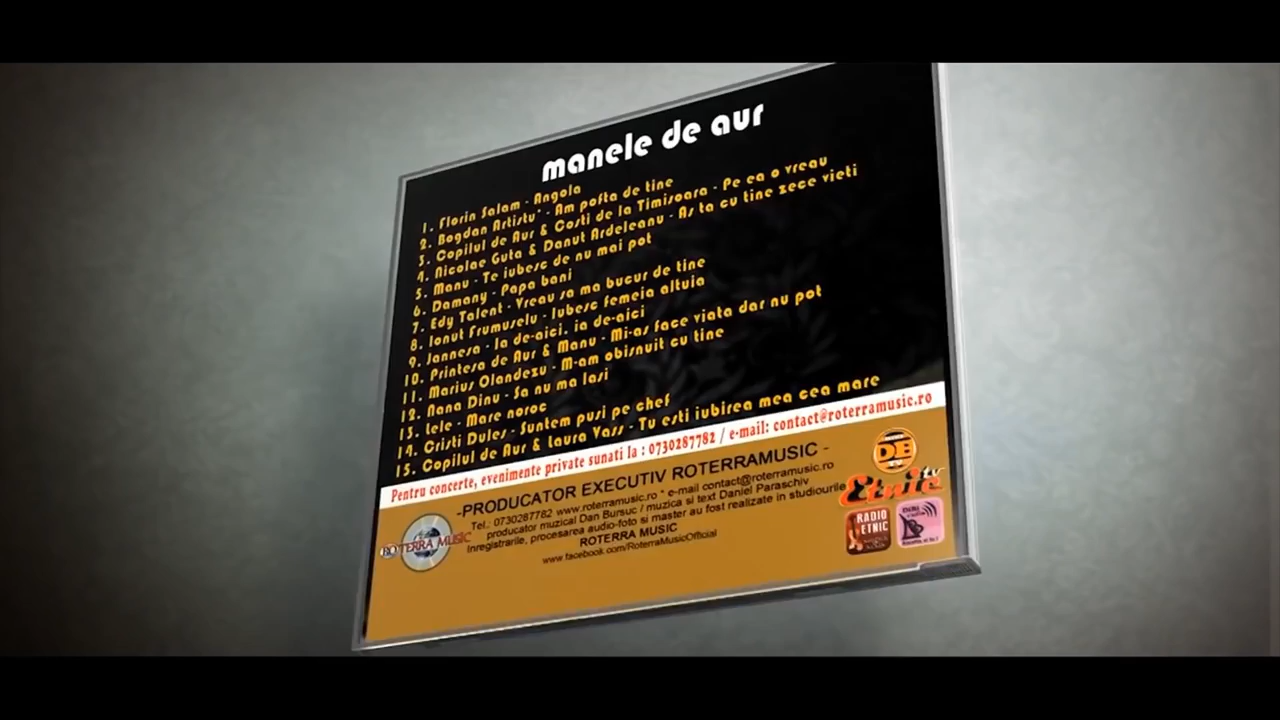 manele de aur
1. Florin Salam - Angola
2. Bogdan Artistu' - Am pofta de tine
3. Copilul de Aur & Costi de la Timisoara - Pe ea o vreau
4. Nicolae Guta & Danut Ardeleanu - As ta cu tine zece vieti
5. Manu - Te iubesc de nu mai pot
6. Damany - Papa bani
7. Edy Talent - Vreau sa ma bucur de tine
8. Ionut Frumuselu - Iubesc femeia altuia
9. Jannesa - Ia de-aici, ia de-aici
10. Printesa de Aur & Manu - Mi-as face viata dar nu pot
11. Marius Olandezu - M-am obisnuit cu tine
12. Nana Dinu - Sa nu ma lasi
13. Lele - Mare noroc
14. Cristi Dules - Suntem pusi pe chef
15. Copilul de Aur & Laura Vass - Tu esti iubirea mea cea mare
Pentru concerte, evenimente private sunati la : 0730287782 / e-mail: contact@roterramusic.ro
-PRODUCATOR EXECUTIV ROTERRAMUSIC -
Tel.: 0730287782 www.roterramusic.ro * e-mail contact@roterramusic.ro
producator muzical Dan Bursuc / muzica si text Daniel Paraschiv
Inregistrarile, procesarea audio-foto si master au fost realizate in studiourile
ROTERRA MUSIC
www.facebook.com/RoterraMusicOfficial
ROTERRA MUSIC
DE
Etnic tv
RADIO
ETNIC